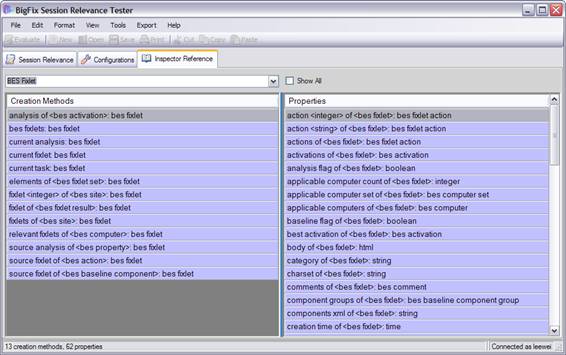 BigFix Session Relevance Tester
File Edit Format View Tools Export Help
Evaluate New Open Save Print Cut Copy Paste
Session Relevance Configurations Inspector Reference
BES Fixlet Show All
Creation Methods
analysis of <bes activation>: bes fixlet
bes fixlets: bes fixlet
current analysis: bes fixlet
current fixlet: bes fixlet
current task: bes fixlet
elements of <bes fixlet set>: bes fixlet
fixlet <integer> of <bes site>: bes fixlet
fixlet of <bes fixlet result>: bes fixlet
fixlets of <bes site>: bes fixlet
relevant fixlets of <bes computer>: bes fixlet
source analysis of <bes property>: bes fixlet
source fixlet of <bes action>: bes fixlet
source fixlet of <bes baseline component>: bes fixlet
Properties
action <integer> of <bes fixlet>: bes fixlet action
action <string> of <bes fixlet>: bes fixlet action
actions of <bes fixlet>: bes fixlet action
activations of <bes fixlet>: bes activation
analysis flag of <bes fixlet>: boolean
applicable computer count of <bes fixlet>: integer
applicable computer set of <bes fixlet>: bes computer set
applicable computers of <bes fixlet>: bes computer
baseline flag of <bes fixlet>: boolean
best activation of <bes fixlet>: bes activation
body of <bes fixlet>: html
category of <bes fixlet>: string
charset of <bes fixlet>: string
comments of <bes fixlet>: bes comment
component groups of <bes fixlet>: bes baseline component group
components xml of <bes fixlet>: string
creation time of <bes fixlet>: time
13 creation methods, 62 properties Connected as leewei